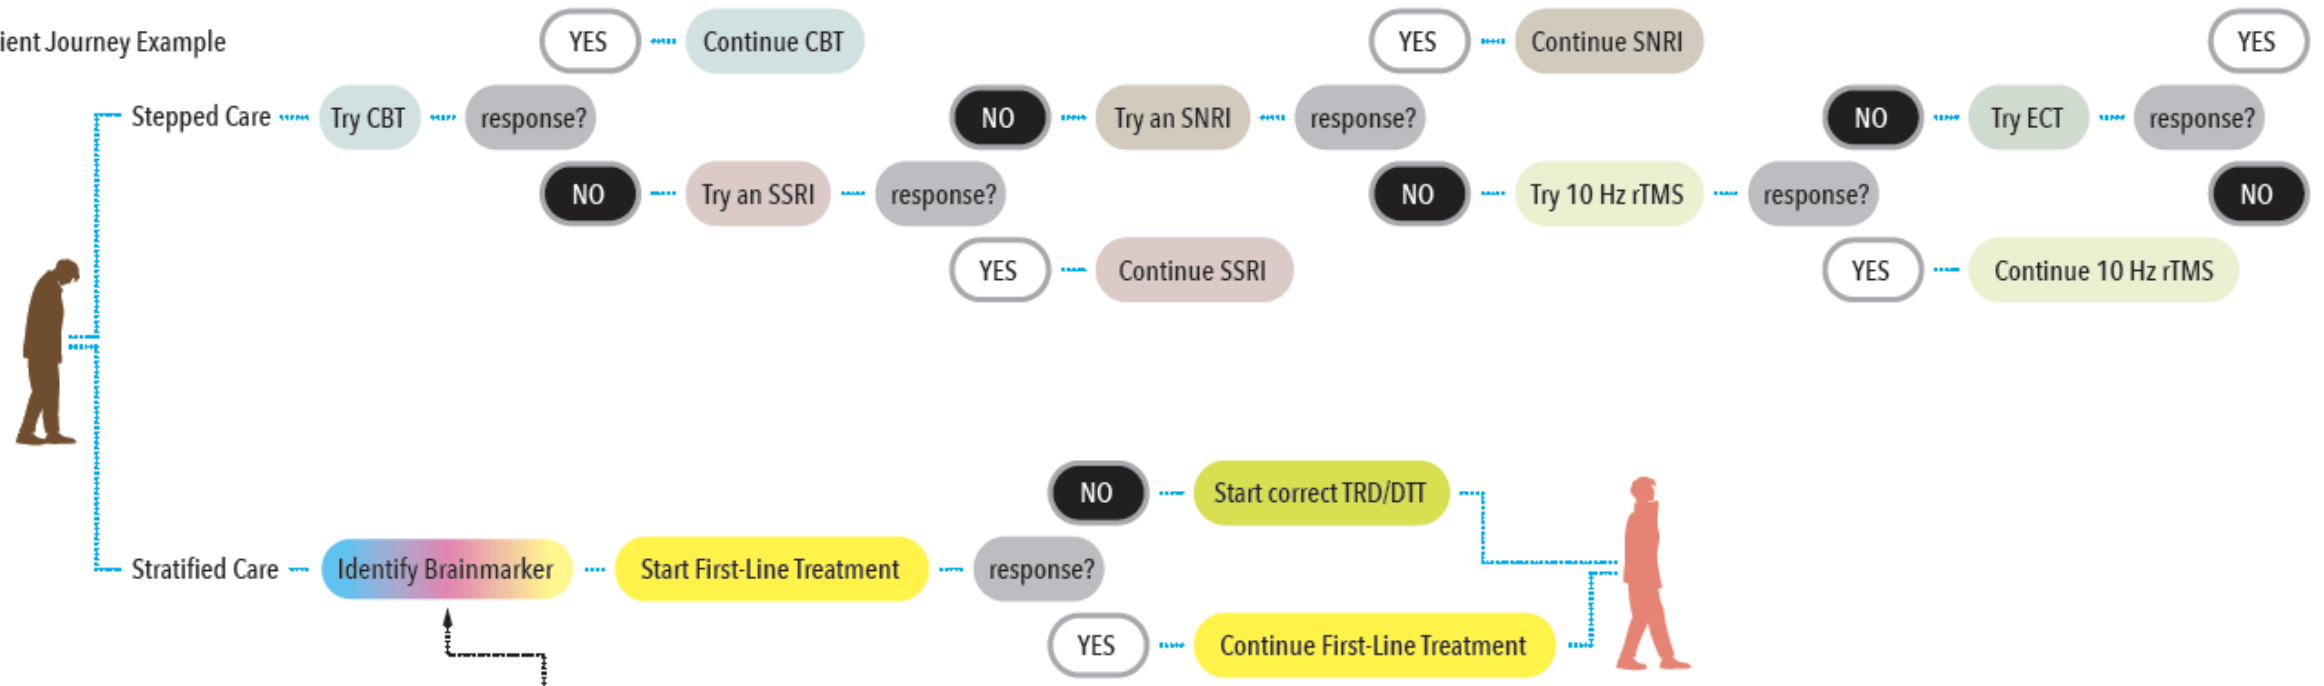 ient Journey Example
YES Continue CBT YES Continue SNRI YES
Stepped Care Try CBT response? NO Try an SNRI response? NO Try ECT response?
NO Try an SSRI response? NO Try 10 Hz rTMS response? NO
YES Continue SSRI YES Continue 10 Hz rTMS
NO Start correct TRD/DTT
Stratified Care Identify Brainmarker Start First-Line Treatment response?
YES Continue First-Line Treatment